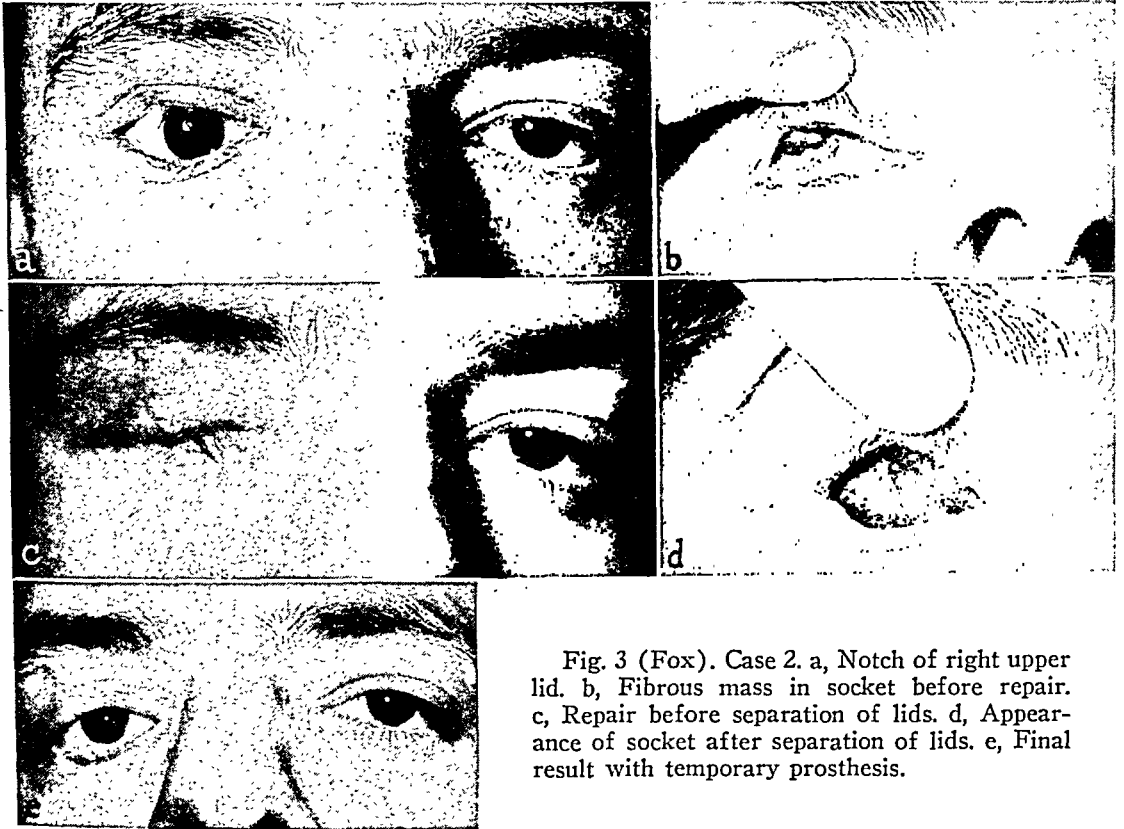 a
b
c
d
e
Fig. 3 (Fox). Case 2. a, Notch of right upper
lid. b, Fibrous mass in socket before repair.
c, Repair before separation of lids. d, Appear-
ance of socket after separation of lids. e, Final
result with temporary prosthesis.